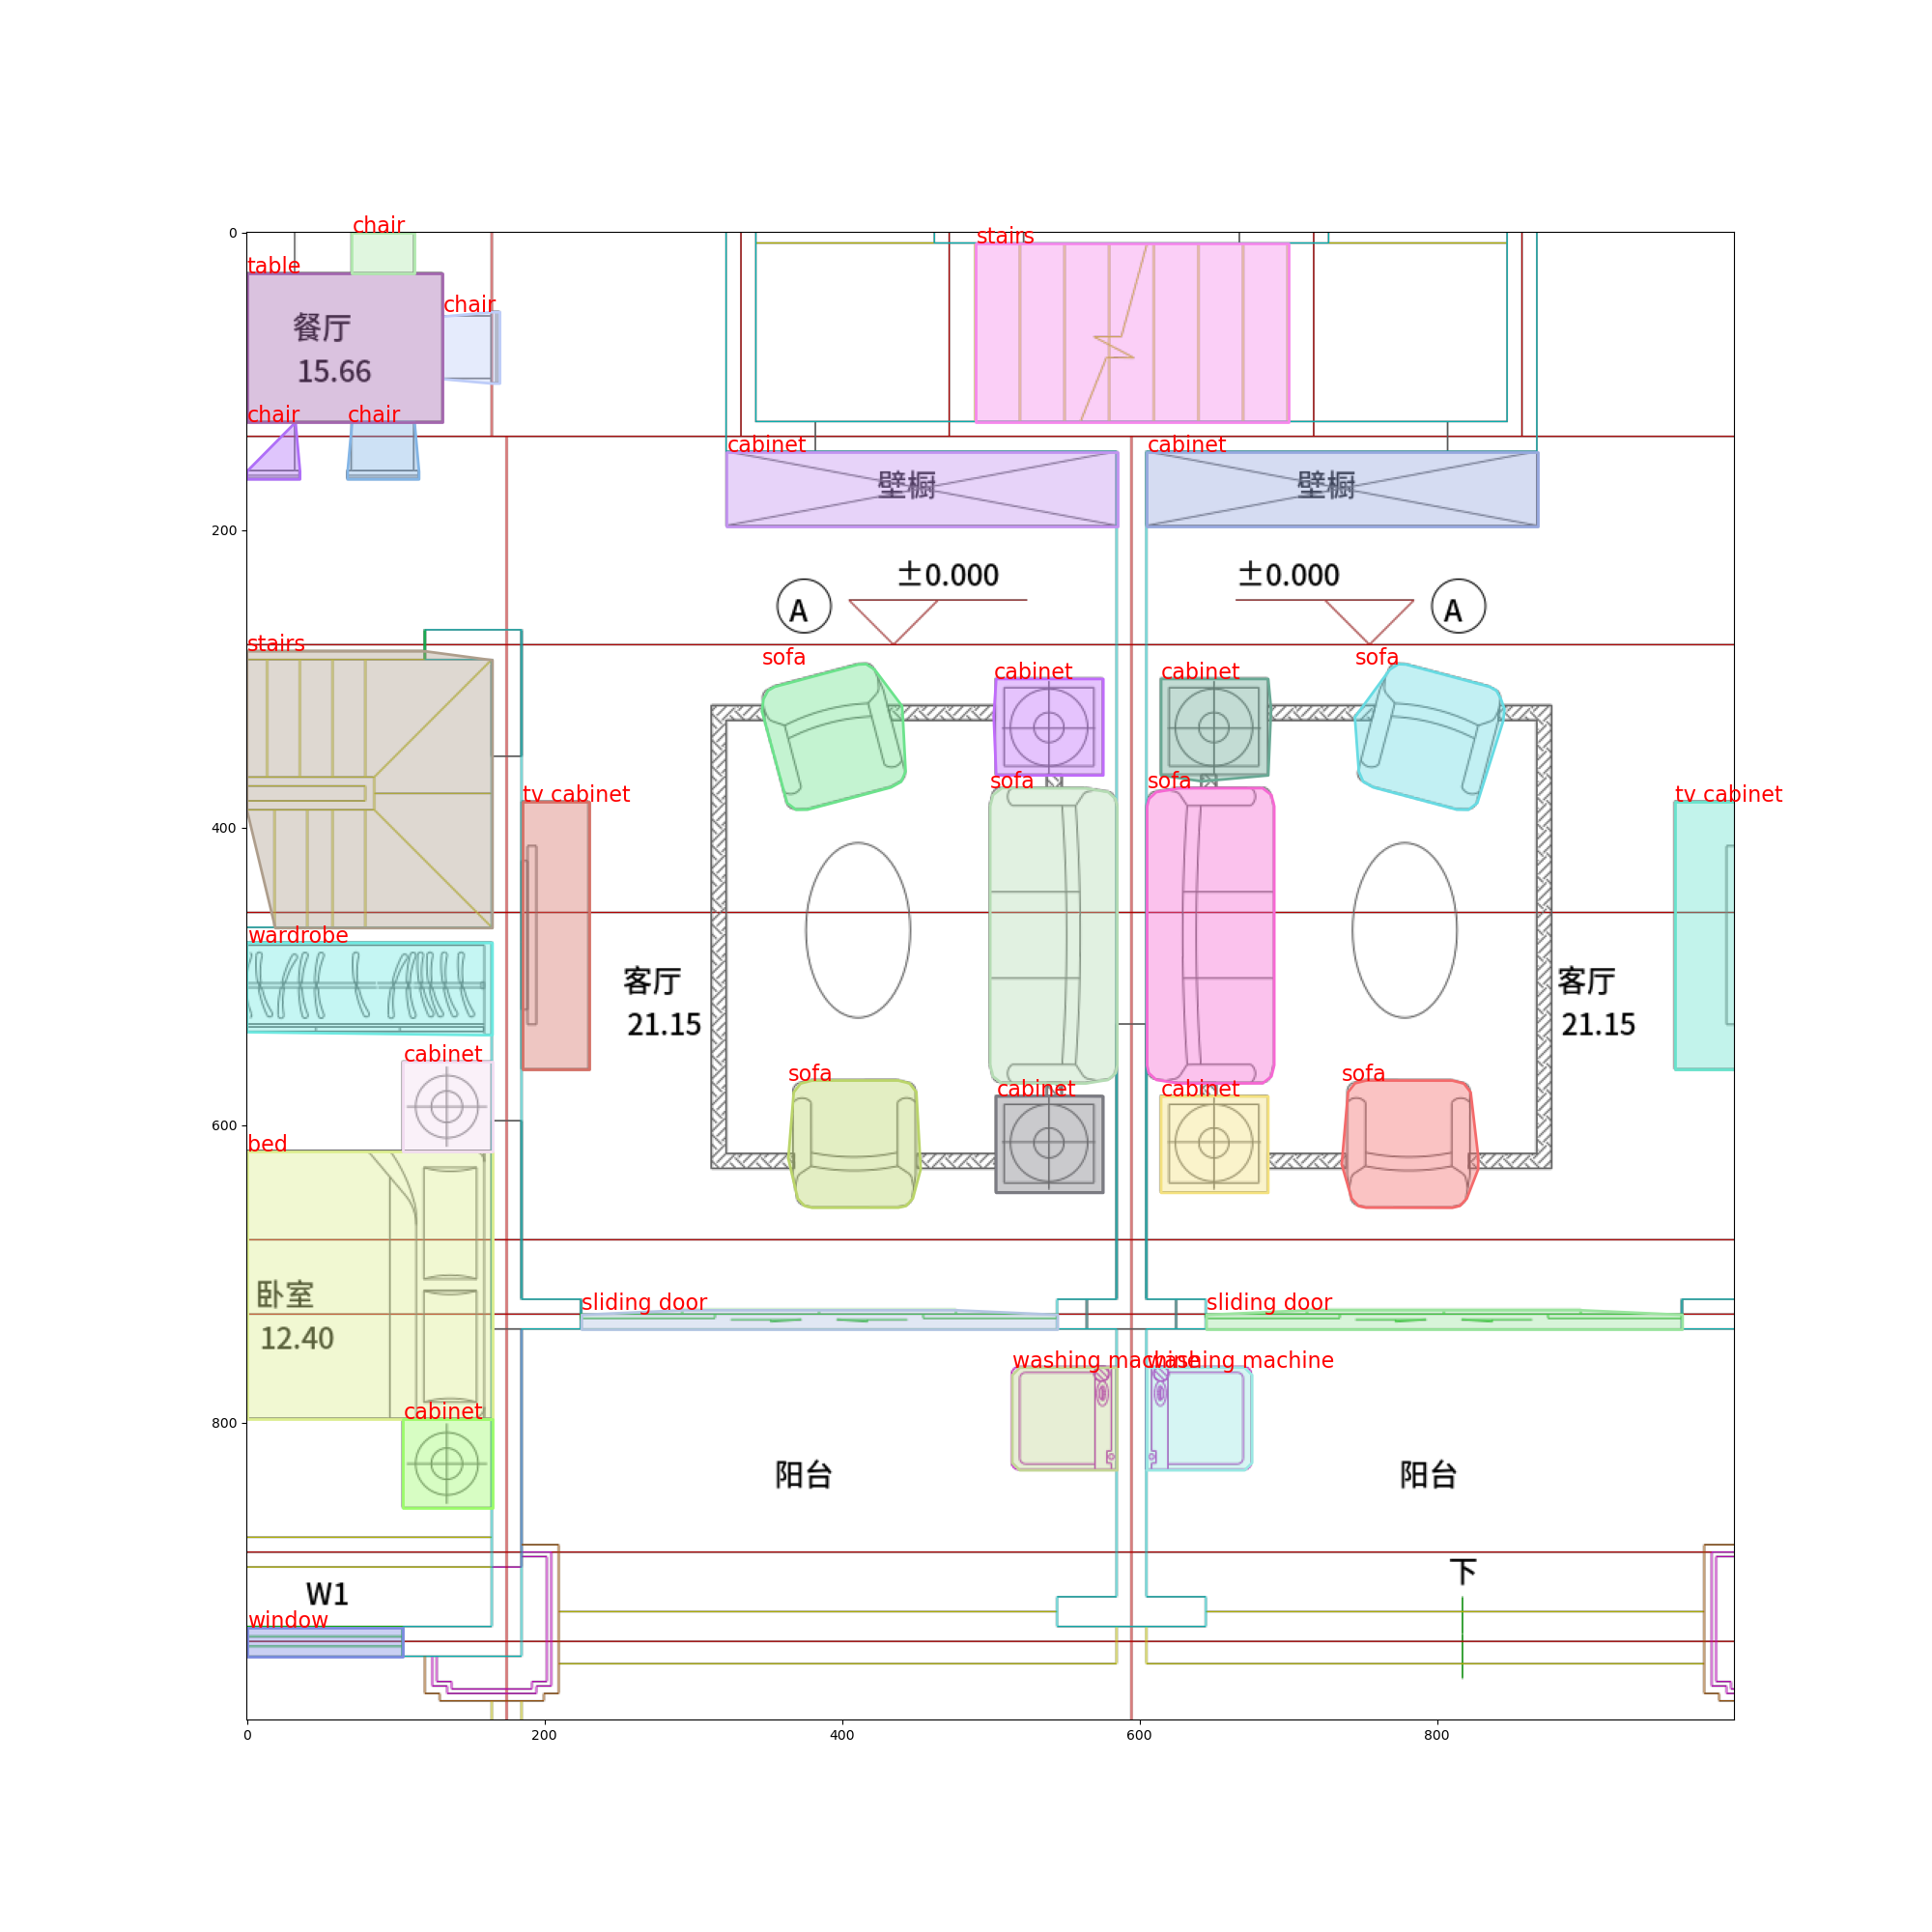 chair
0
stairs
table
chair
餐厅
15.66
chair
chair
cabinet
cabinet
壁橱
壁橱
200
±0.000
±0.000
A
A
stairs
sofa
sofa
cabinet
cabinet
sofa
sofa
tv cabinet
tv cabinet
400
wardrobe
客厅
21.15
客厅
21.15
cabinet
sofa
sofa
cabinet
cabinet
600
bed
卧室
12.40
sliding door
sliding door
washing machine
washing machine
cabinet
800
阳台
阳台
下
W1
window
0
200
400
600
800